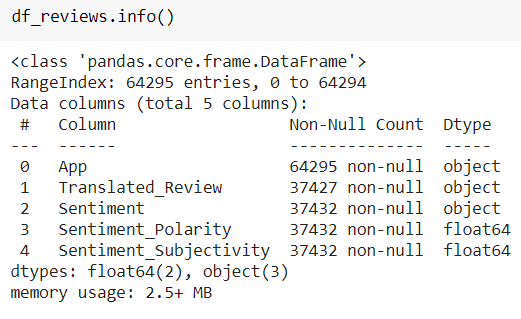 df_reviews.info()
<class 'pandas.core.frame.DataFrame'>
RangeIndex: 64295 entries, 0 to 64294
Data columns (total 5 columns):
 #   Column                  Non-Null Count  Dtype
---  ------                  --------------  -----
 0   App                     64295 non-null  object
 1   Translated_Review       37427 non-null  object
 2   Sentiment               37432 non-null  object
 3   Sentiment_Polarity      37432 non-null  float64
 4   Sentiment_Subjectivity  37432 non-null  float64
dtypes: float64(2), object(3)
memory usage: 2.5+ MB